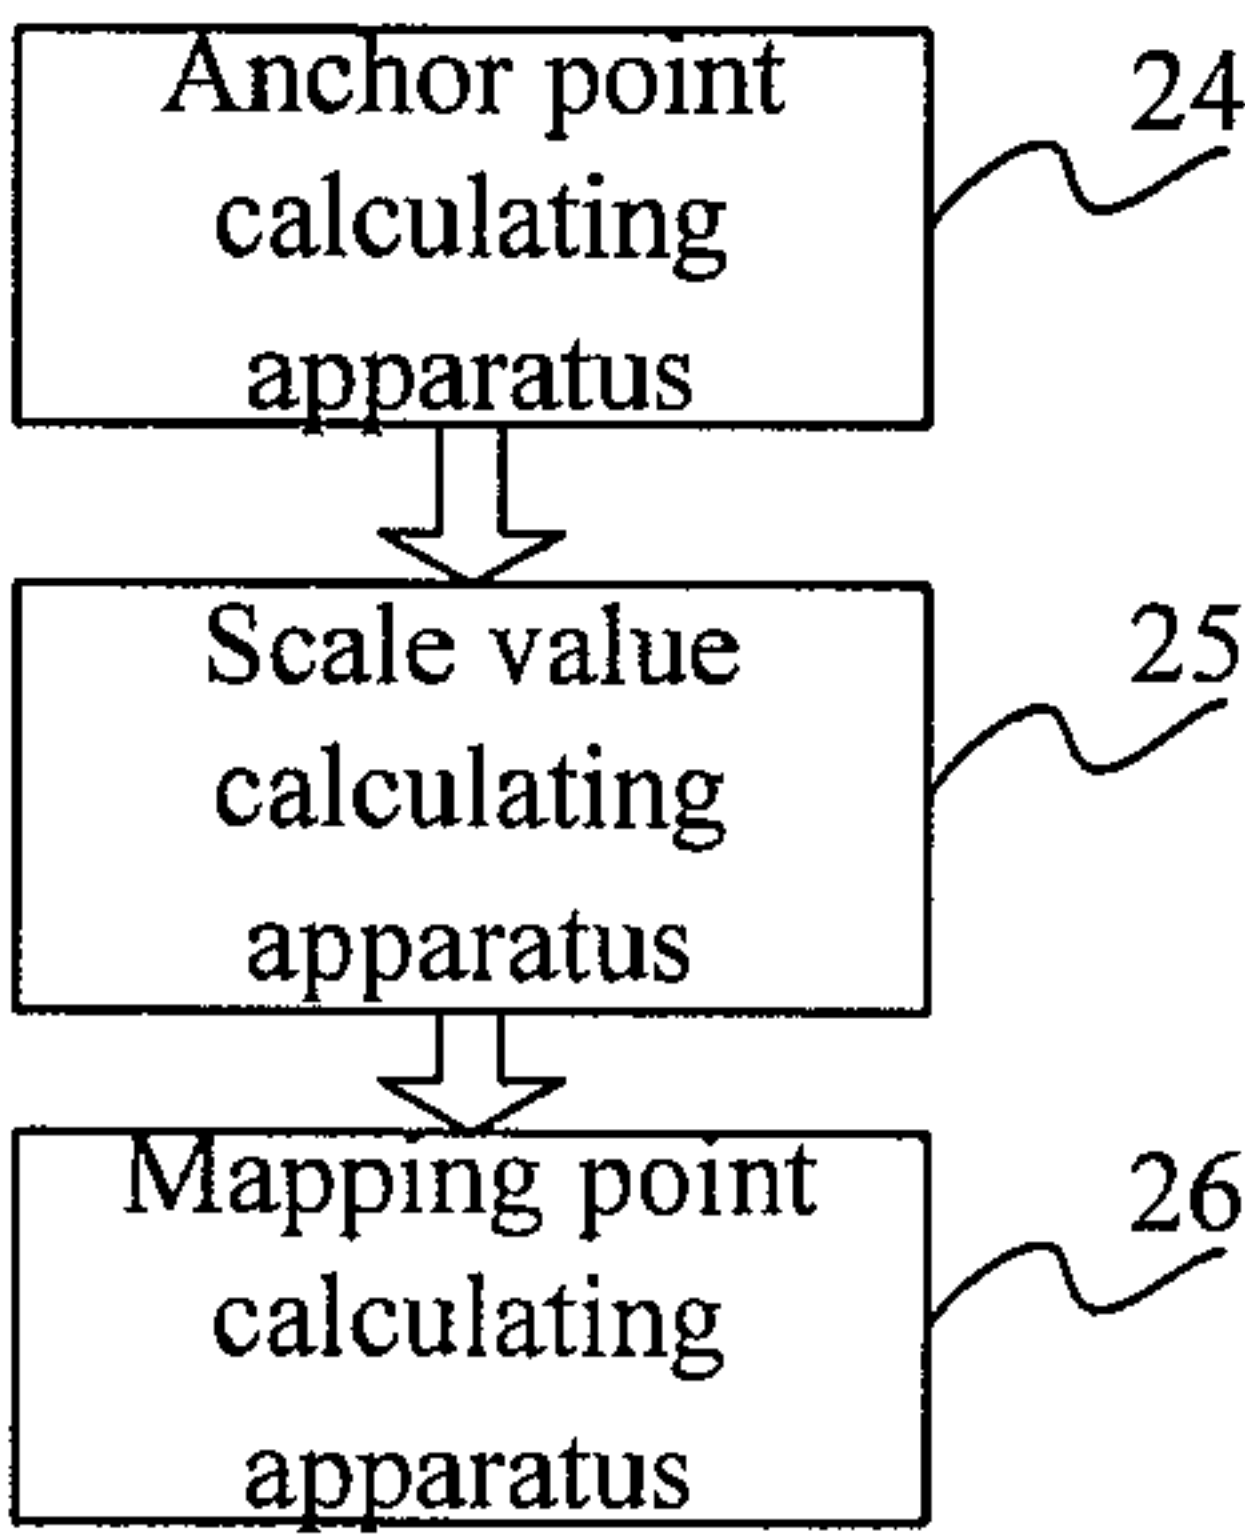 Anchor point
calculating
apparatus
24
Scale value
calculating
apparatus
25
Mapping point
calculating
apparatus
26